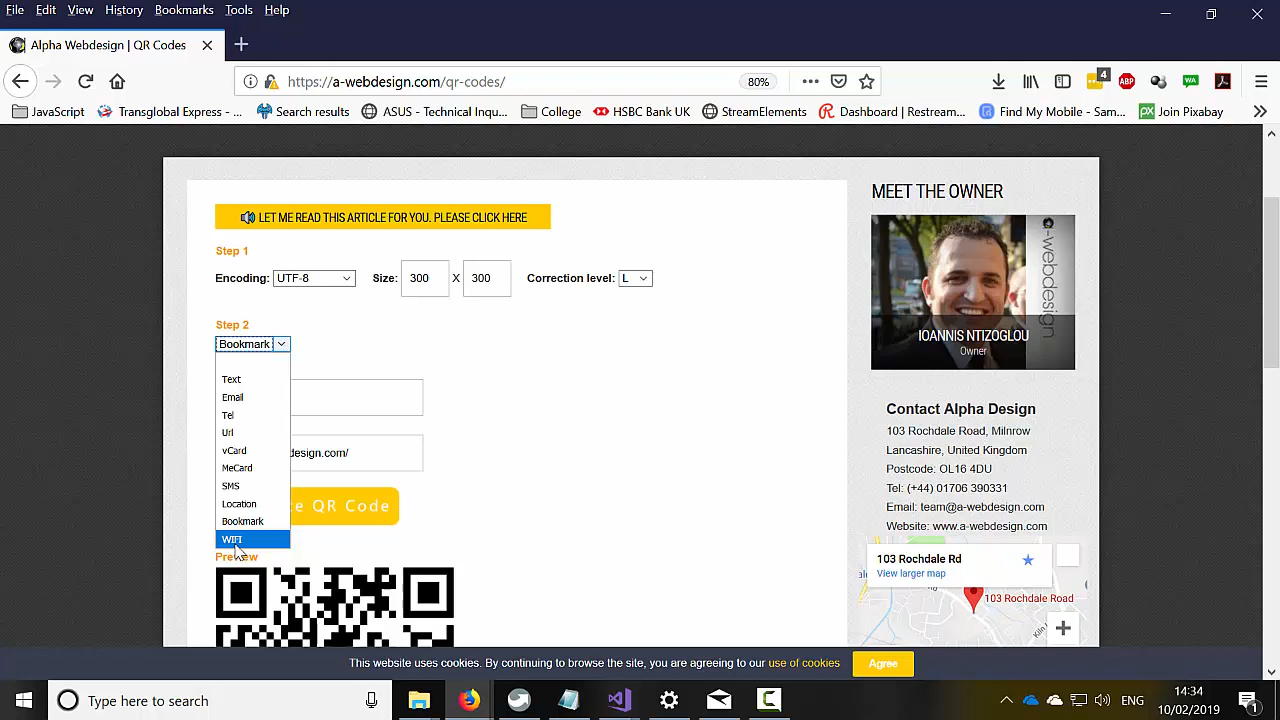 File Edit View History Bookmarks Tools Help
Alpha Webdesign | QR Codes
https://a-webdesign.com/qr-codes/ 80% 4 ABP WA
JavaScript Transglobal Express - ... Search results ASUS - Technical Inqu... College HSBC Bank UK StreamElements Dashboard | Restream... Find My Mobile - Sam... px Join Pixabay
LET ME READ THIS ARTICLE FOR YOU. PLEASE CLICK HERE
Step 1
Encoding: UTF-8 Size: 300 X 300 Correction level: L
Step 2
Bookmark
Text
Email
Tel
Url
vCard
MeCard
SMS
Location
Bookmark
WIFI
design.com/
e QR Code
Preview
MEET THE OWNER
a-webdesign
IOANNIS NTIZOGLOU
Owner
Contact Alpha Design
103 Rochdale Road, Milnrow
Lancashire, United Kingdom
Postcode: OL16 4DU
Tel: (+44) 01706 390331
Email: team@a-webdesign.com
Website: www.a-webdesign.com
103 Rochdale Rd
View larger map
103 Rochdale Road
This website uses cookies. By continuing to browse the site, you are agreeing to our use of cookies Agree
Type here to search
ENG
14:34
10/02/2019
1